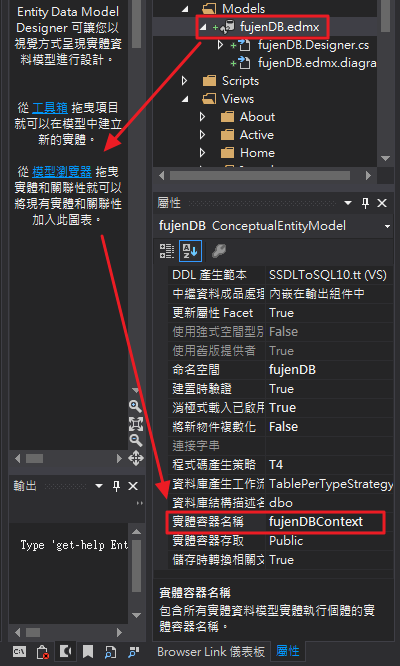 Entity Data Model
Designer 可讓您以
視覺方式呈現實體資
料模型進行設計。
從 工具箱 拖曳項目
就可以在模型中建立
新的實體。
從 模型瀏覽器 拖曳
實體和關聯性就可以
將現有實體和關聯性
加入此圖表。
輸出
Type 'get-help Ent
Models
fujenDB.edmx
fujenDB.Designer.cs
fujenDB.edmx.diagra
Scripts
Views
About
Active
Home
屬性
fujenDB ConceptualEntityModel
DDL 產生範本 SSDLToSQL10.tt (VS)
中繼資料成品處理 內嵌在輸出組件中
更新屬性 Facet True
使用強式空間型別 False
使用舊版提供者 True
命名空間 fujenDB
建置時驗證 True
消極式載入已啟用 True
將新物件複數化 False
連接字串
程式碼產生策略 T4
資料庫產生工作流 TablePerTypeStrategy
資料庫結構描述名 dbo
實體容器名稱 fujenDBContext
實體容器存取 Public
儲存時轉換相關文 True
實體容器名稱
包含所有實體資料模型實體執行個體的實
體容器名稱。
Browser Link 儀表板 屬性